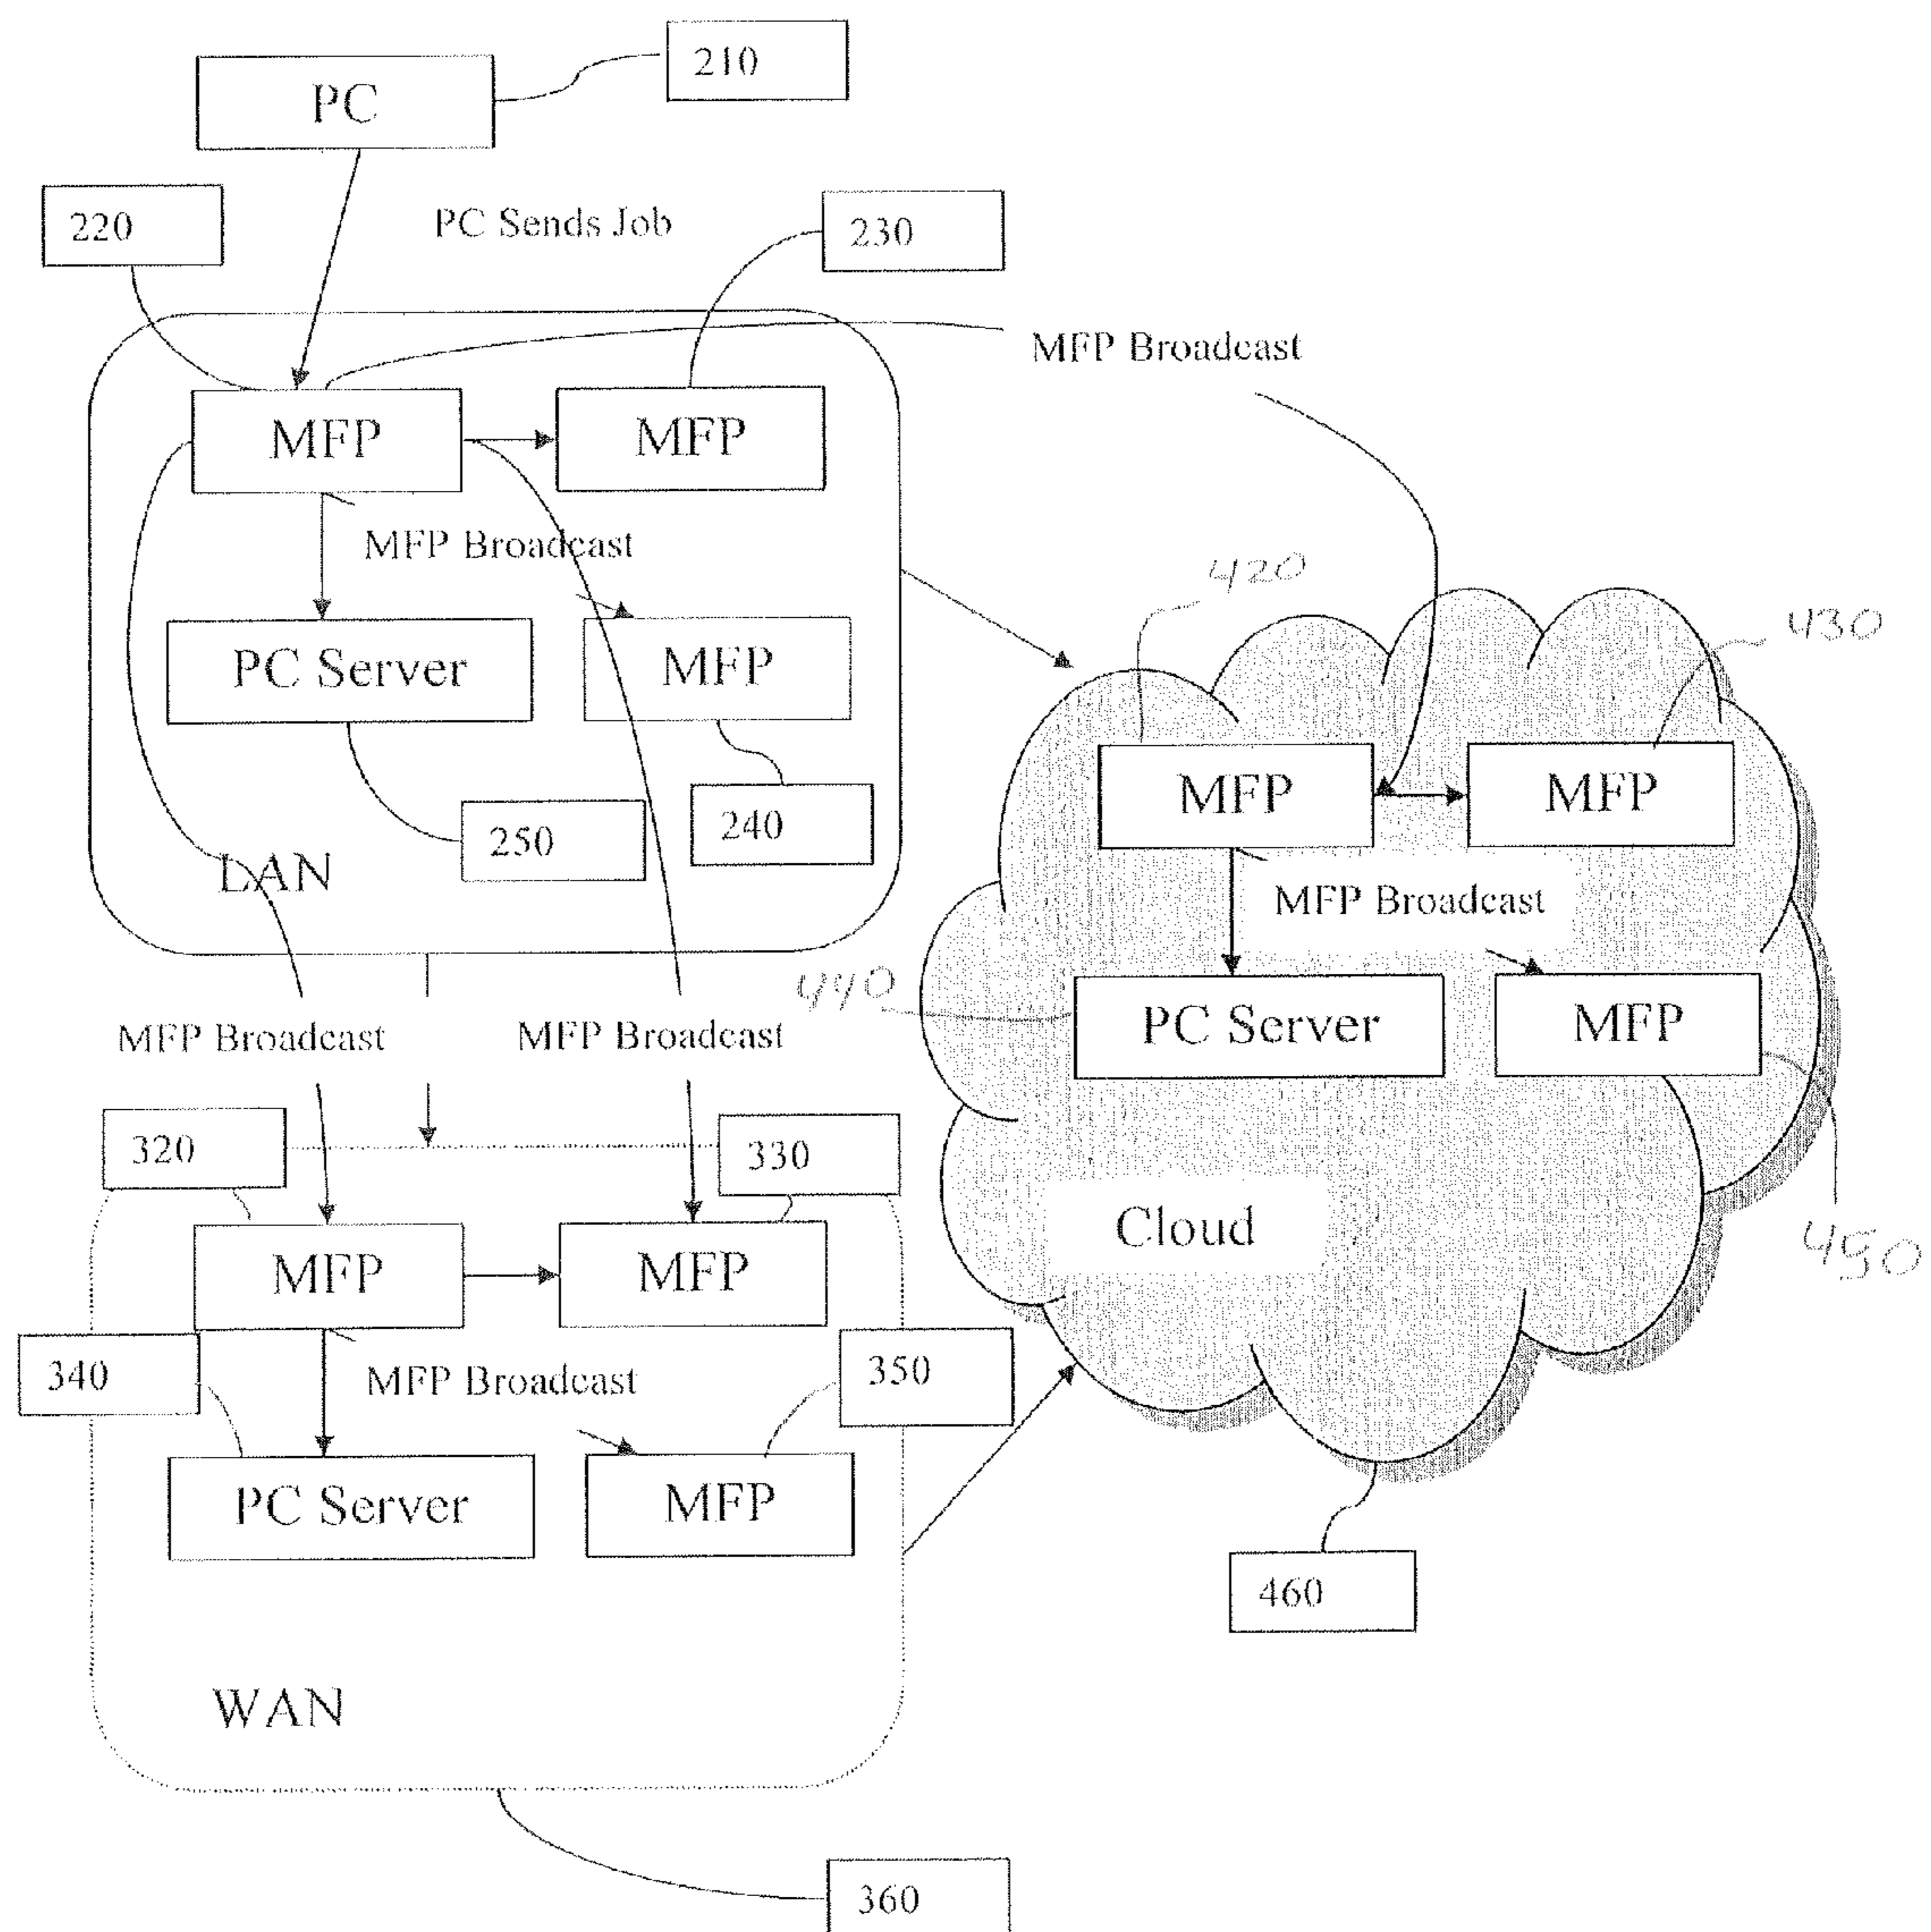 210
PC
220
PC Sends Job
230
MFP Broadcast
MFP
MFP
MFP Broadcast
420
430
PC Server
MFP
MFP
MFP
240
250
LAN
MFP Broadcast
440
PC Server
MFP
MFP Broadcast
MFP Broadcast
320
330
Cloud
450
MFP
MFP
340
MFP Broadcast
350
PC Server
MFP
460
WAN
360